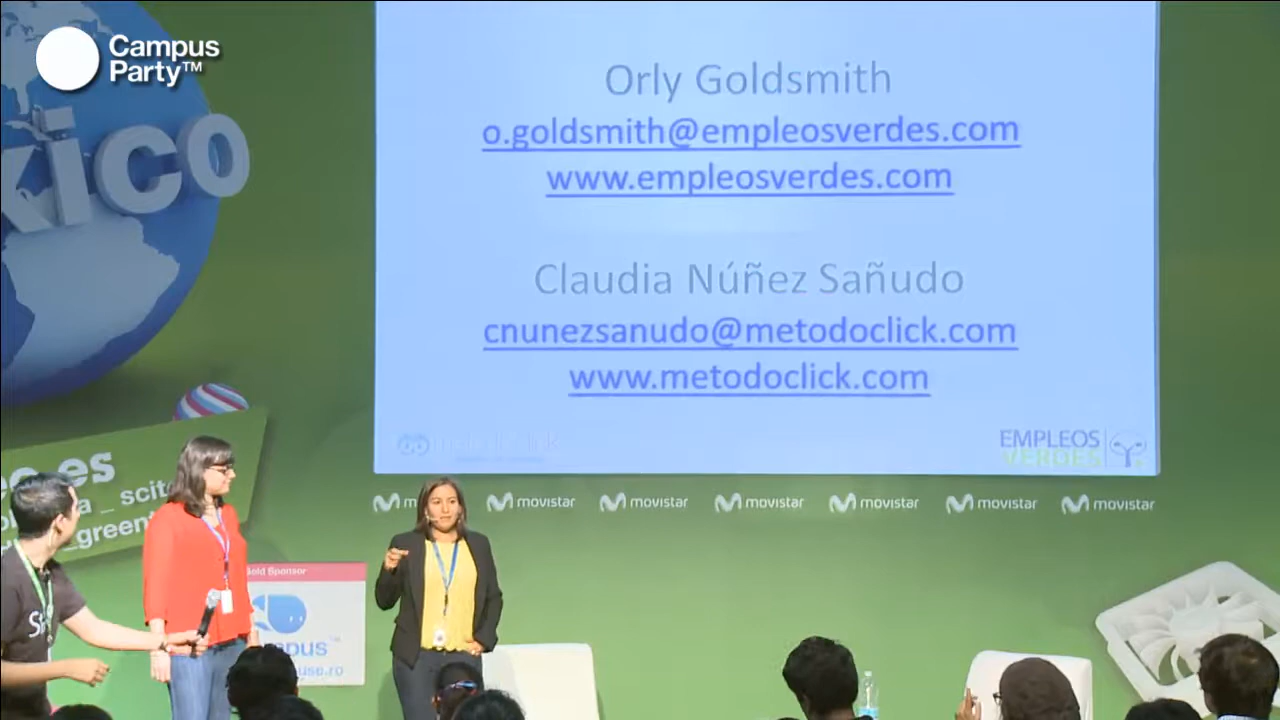 Campus
Party™
xico
Orly Goldsmith
o.goldsmith@empleosverdes.com
www.empleosverdes.com
Claudia Núñez Sañudo
cnunezsanudo@metodoclick.com
www.metodoclick.com
metodoclick
EMPLEOS
VERDES
movistar movistar movistar movistar movistar movistar
Gold Sponsor